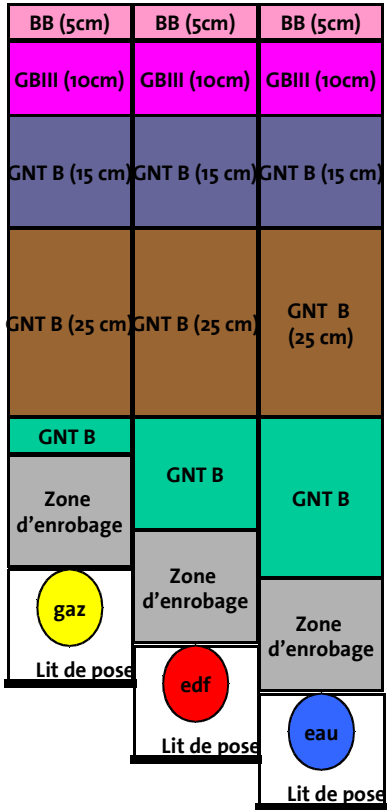 BB (5cm) BB (5cm) BB (5cm)
GBIII (10cm) GBIII (10cm) GBIII (10cm)
GNT B (15 cm) GNT B (15 cm) GNT B (15 cm)
GNT B (25 cm) GNT B (25 cm) GNT B
(25 cm)
GNT B
GNT B
GNT B
Zone
d'enrobage
Zone
d'enrobage
Zone
d'enrobage
gaz
Lit de pose
edf
Lit de pose
eau
Lit de pose